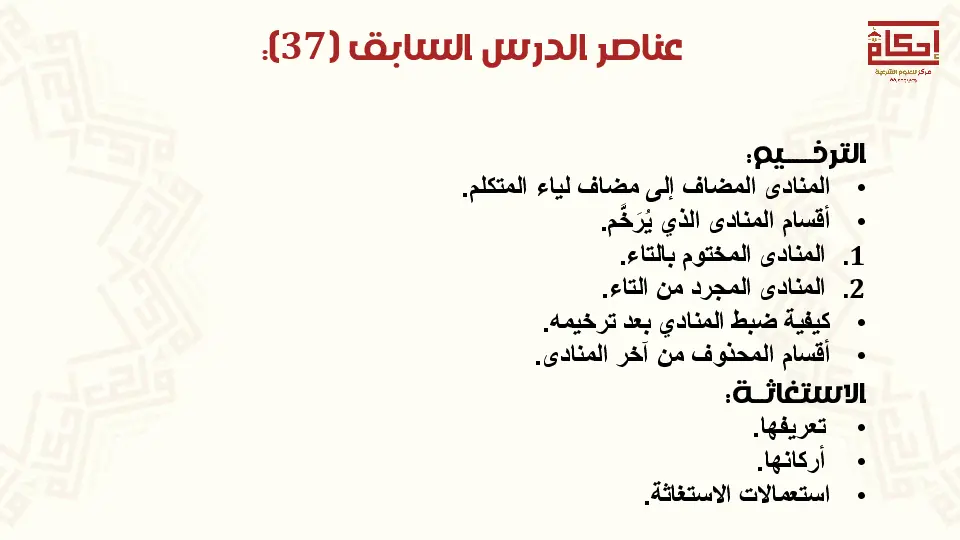 عناصر الدرس السابق (37):
إحكام
مركز للعلوم الشرعية
الترخـــيم:
• المنادى المضاف إلى مضاف لياء المتكلم.
• أقسام المنادى الذي يُرَخَّم.
1. المنادى المختوم بالتاء.
2. المنادى المجرد من التاء.
• كيفية ضبط المنادي بعد ترخيمه.
• أقسام المحذوف من آخر المنادى.
الاستغاثــة:
• تعريفها.
• أركانها.
• استعمالات الاستغاثة.